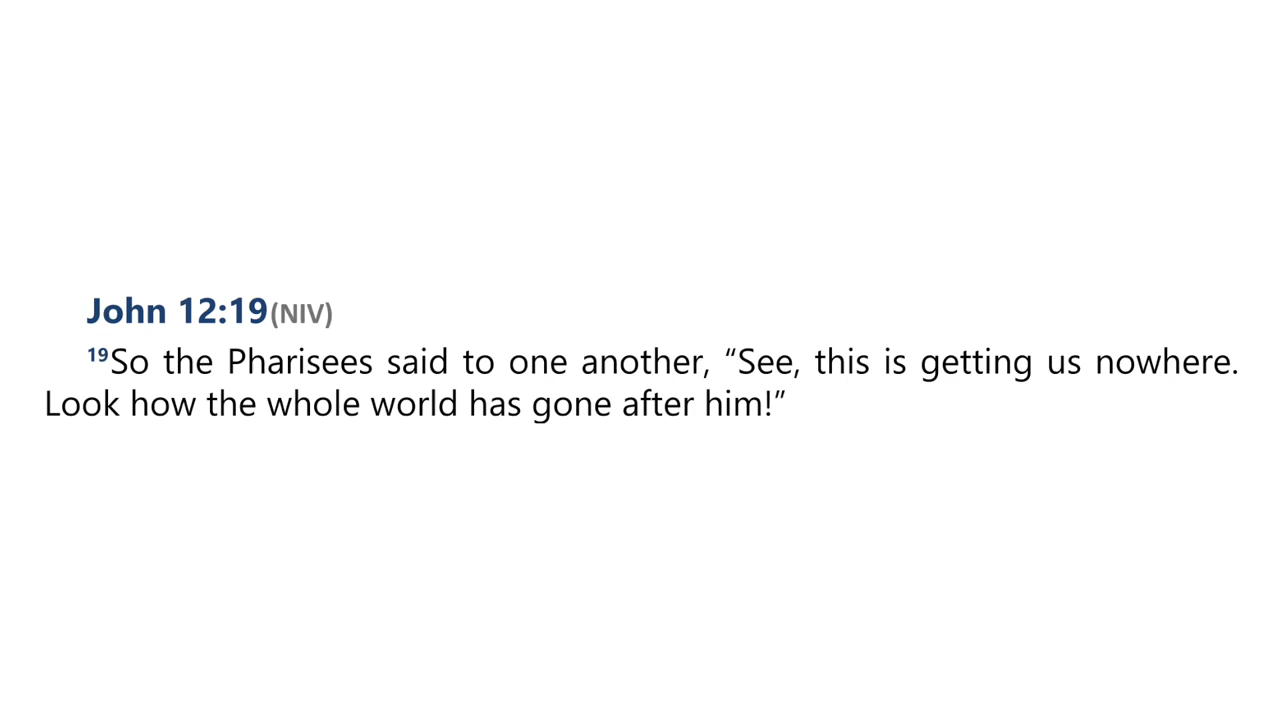 John 12:19(NIV)
19So the Pharisees said to one another, “See, this is getting us nowhere.
Look how the whole world has gone after him!”